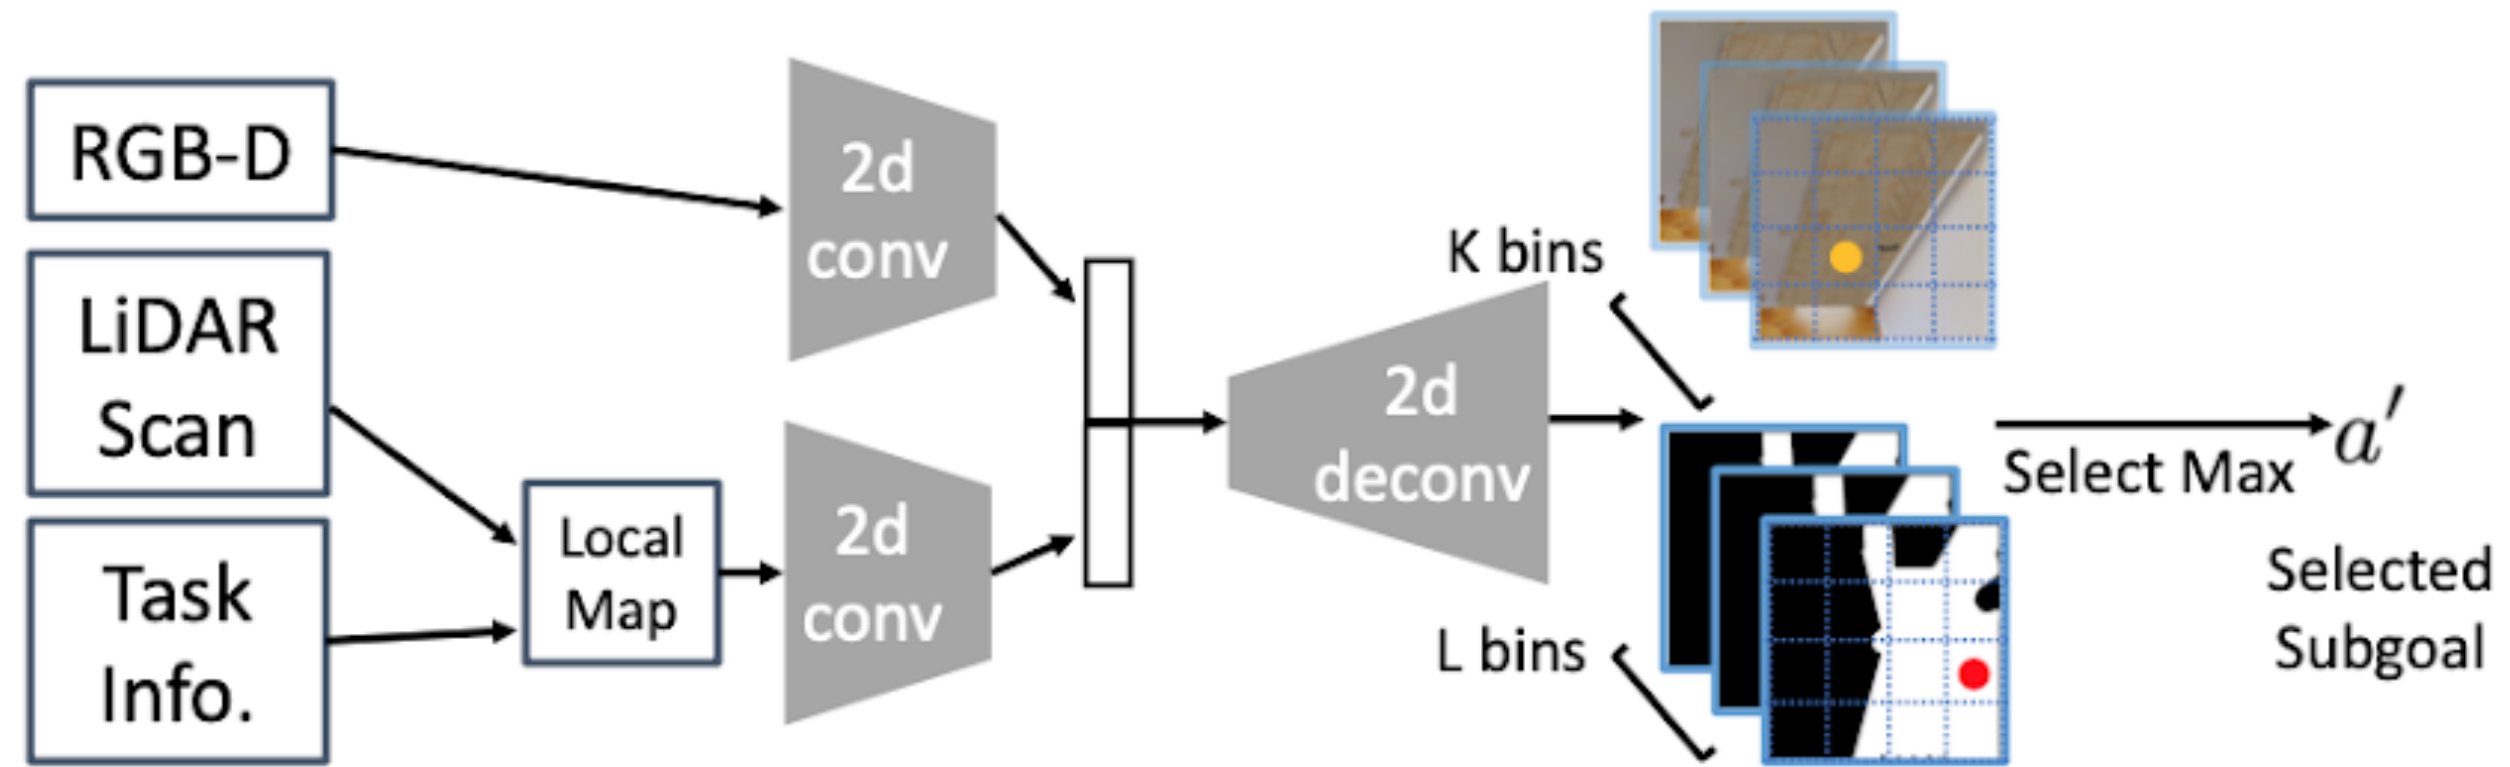 RGB-D
LiDAR
Scan
Task
Info.
Local
Map
2d
conv
2d
conv
2d
deconv
K bins
L bins
Select Max
a′
Selected
Subgoal